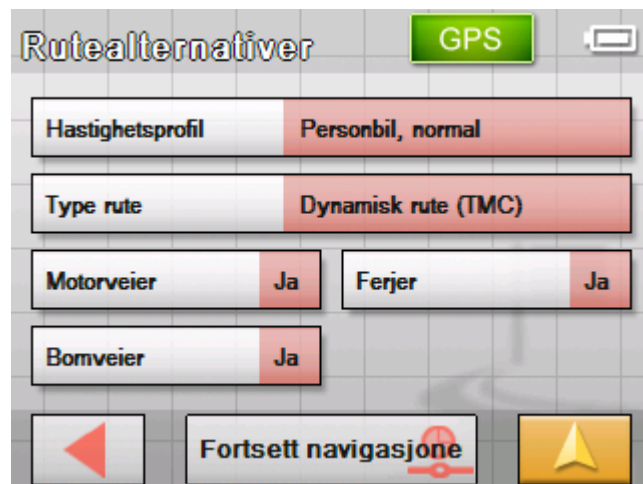 Rutealternativer
GPS
Hastighetsprofil Personbil, normal
Type rute Dynamisk rute (TMC)
Motorveier Ja Ferjer Ja
Bomveier Ja
Fortsett navigasjone